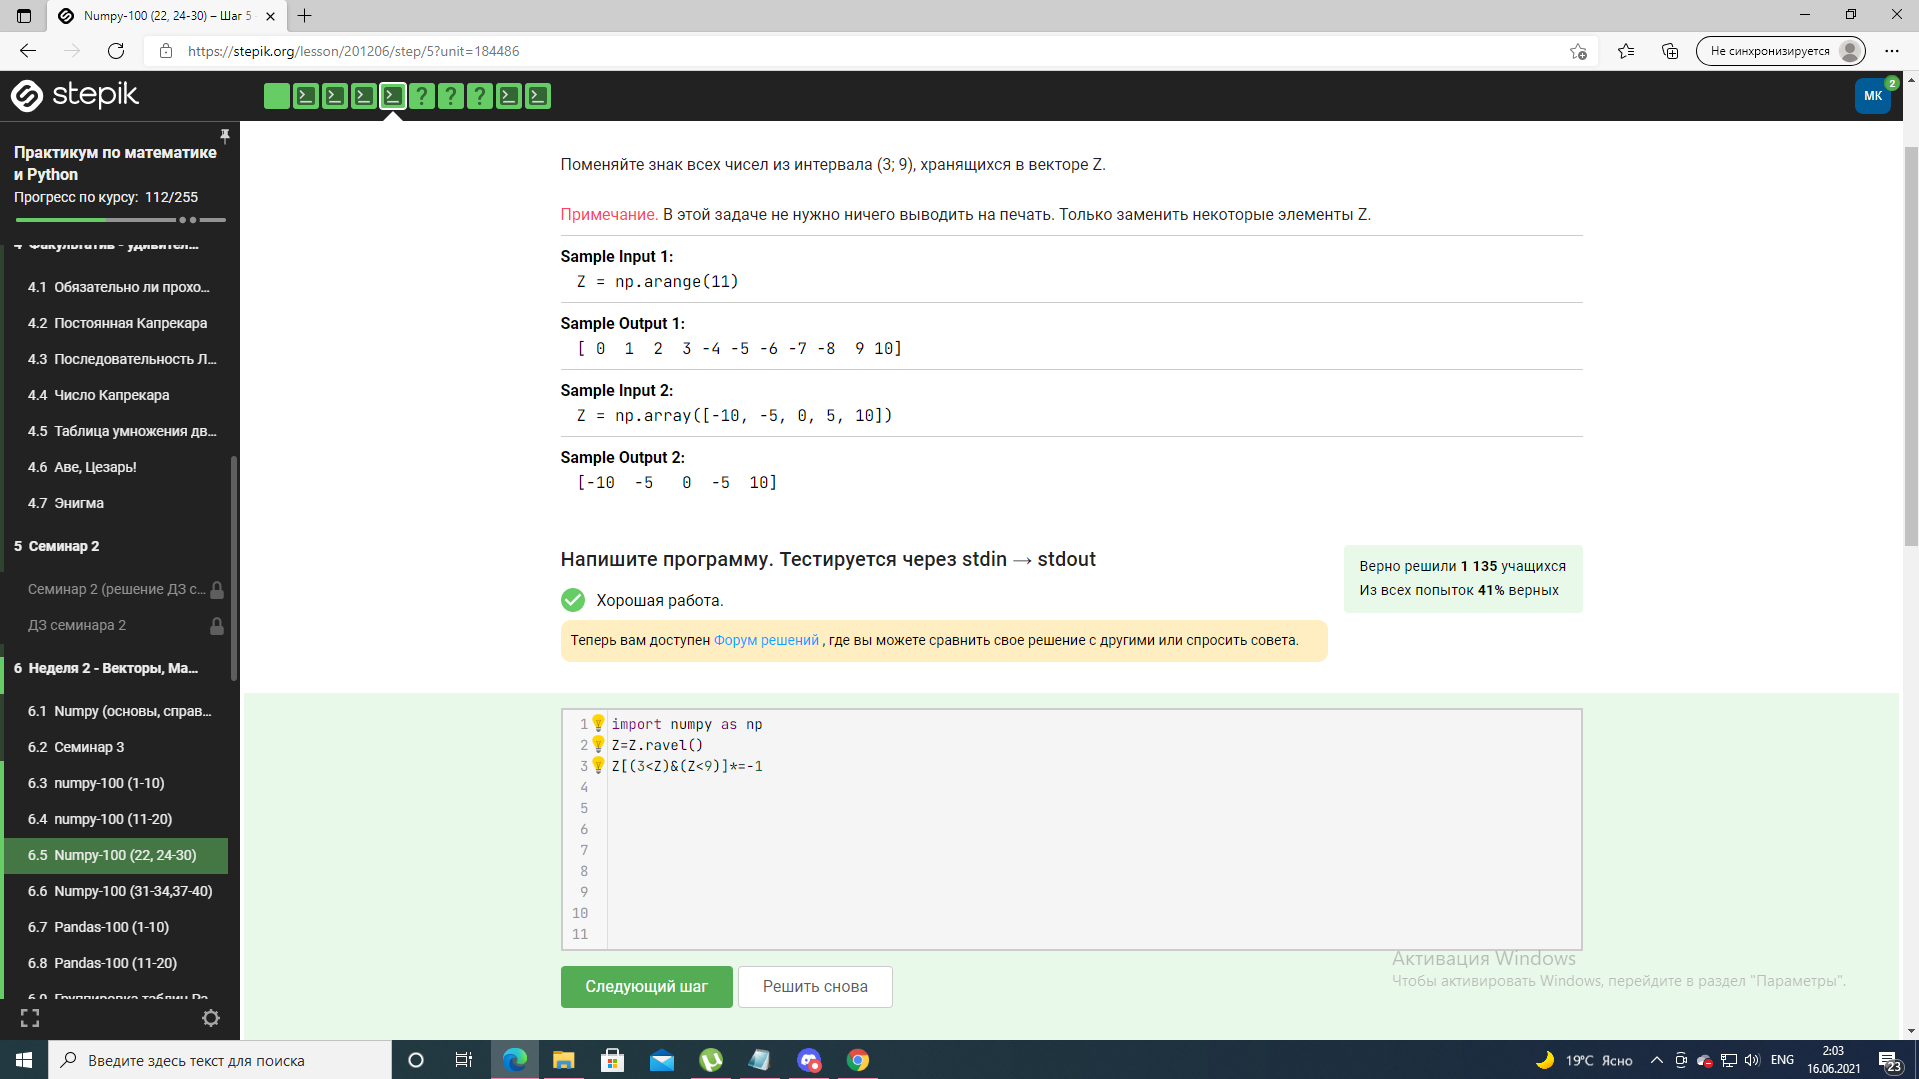 Numpy-100 (22, 24-30) – Шаг 5
https://stepik.org/lesson/201206/step/5?unit=184486
Не синхронизируется
stepik
МК
2
Практикум по математике
и Python
Прогресс по курсу: 112/255
4 Факультатив - удивител...
4.1 Обязательно ли прохо...
4.2 Постоянная Капрекара
4.3 Последовательность Л...
4.4 Число Капрекара
4.5 Таблица умножения дв...
4.6 Аве, Цезарь!
4.7 Энигма
5 Семинар 2
Семинар 2 (решение ДЗ с...
ДЗ семинара 2
6 Неделя 2 - Векторы, Ма...
6.1 Numpy (основы, справ...
6.2 Семинар 3
6.3 numpy-100 (1-10)
6.4 numpy-100 (11-20)
6.5 Numpy-100 (22, 24-30)
6.6 Numpy-100 (31-34,37-40)
6.7 Pandas-100 (1-10)
6.8 Pandas-100 (11-20)
6.9 Группировка таблиц Pa...
Поменяйте знак всех чисел из интервала (3; 9), хранящихся в векторе Z.
Примечание. В этой задаче не нужно ничего выводить на печать. Только заменить некоторые элементы Z.
Sample Input 1:
Z = np.arange(11)
Sample Output 1:
[ 0  1  2  3 -4 -5 -6 -7 -8  9 10]
Sample Input 2:
Z = np.array([-10, -5, 0, 5, 10])
Sample Output 2:
[-10  -5   0  -5  10]
Напишите программу. Тестируется через stdin → stdout
Верно решили 1 135 учащихся
Из всех попыток 41% верных
Хорошая работа.
Теперь вам доступен Форум решений , где вы можете сравнить свое решение с другими или спросить совета.
1 import numpy as np
2 Z=Z.ravel()
3 Z[(3<Z)&(Z<9)]*=-1
4
5
6
7
8
9
10
11
Следующий шаг
Решить снова
Активация Windows
Чтобы активировать Windows, перейдите в раздел "Параметры".
Введите здесь текст для поиска
19°C Ясно
ENG
2:03
16.06.2021
23